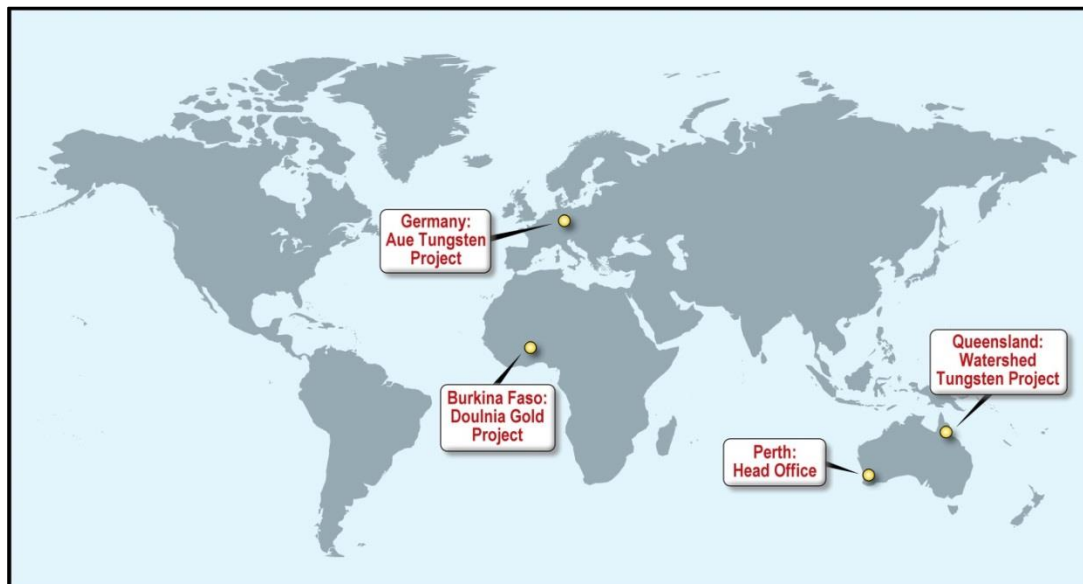 Germany:
Aue Tungsten
Project
Burkina Faso:
Doulnia Gold
Project
Queensland:
Watershed
Tungsten Project
Perth:
Head Office